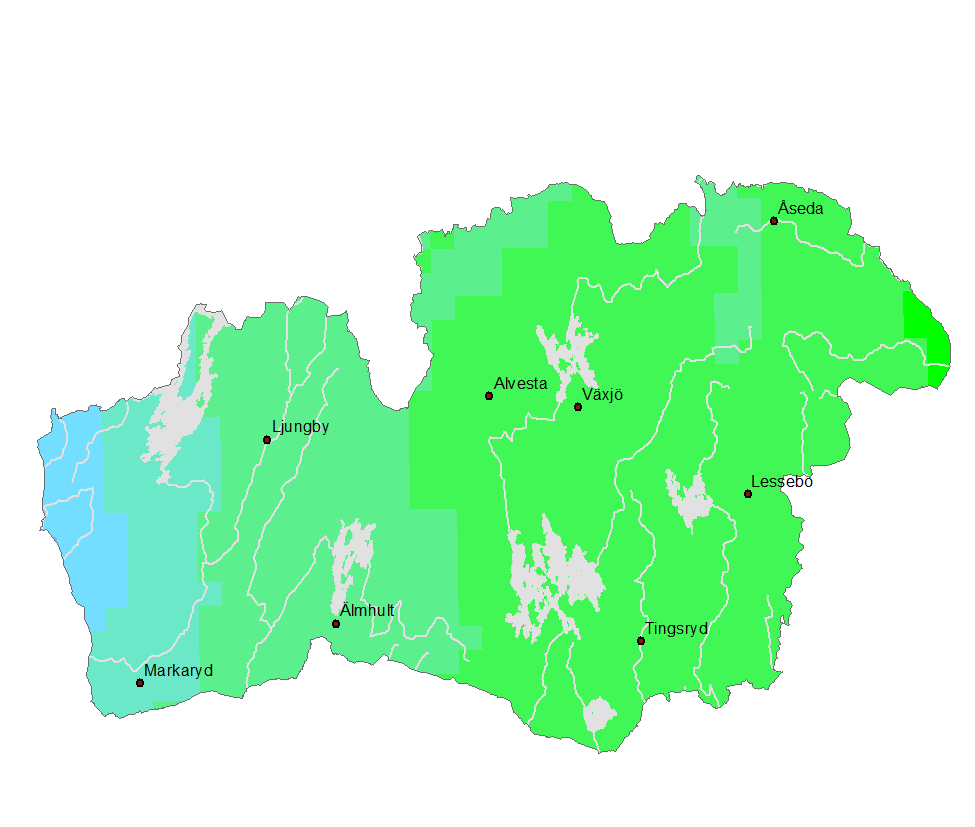 Åseda
Alvesta
Växjö
Ljungby
Lessebo
Älmhult
Tingsryd
Markaryd